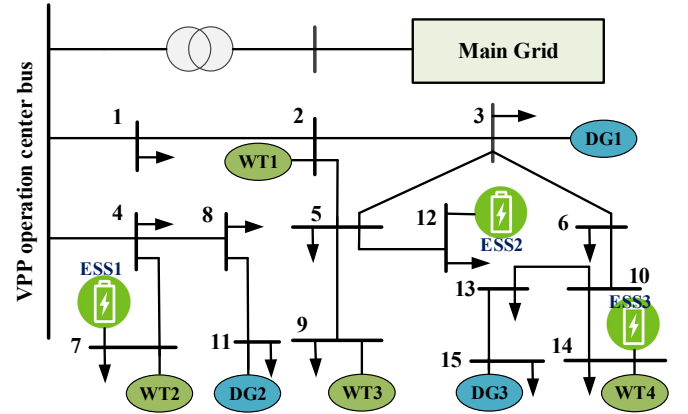 Main Grid
VPP operation center bus
1
2
3
DG1
WT1
4
8
5
12
ESS2
6
ESS1
13
10
ESS3
7
11
9
15
14
WT2
DG2
WT3
DG3
WT4